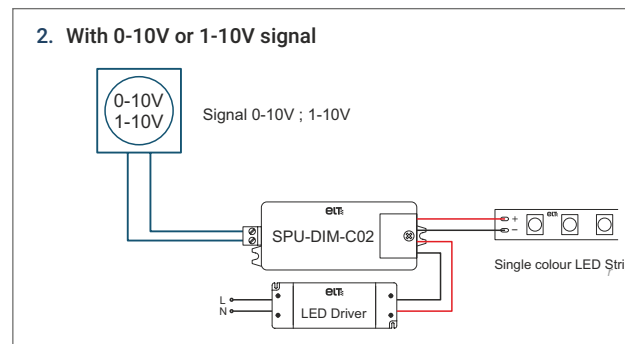 2. With 0-10V or 1-10V signal
0-10V
1-10V
Signal 0-10V ; 1-10V
eLT
SPU-DIM-C02
eLT
+
−
Single colour LED Stri
eLT
LED Driver
L
N